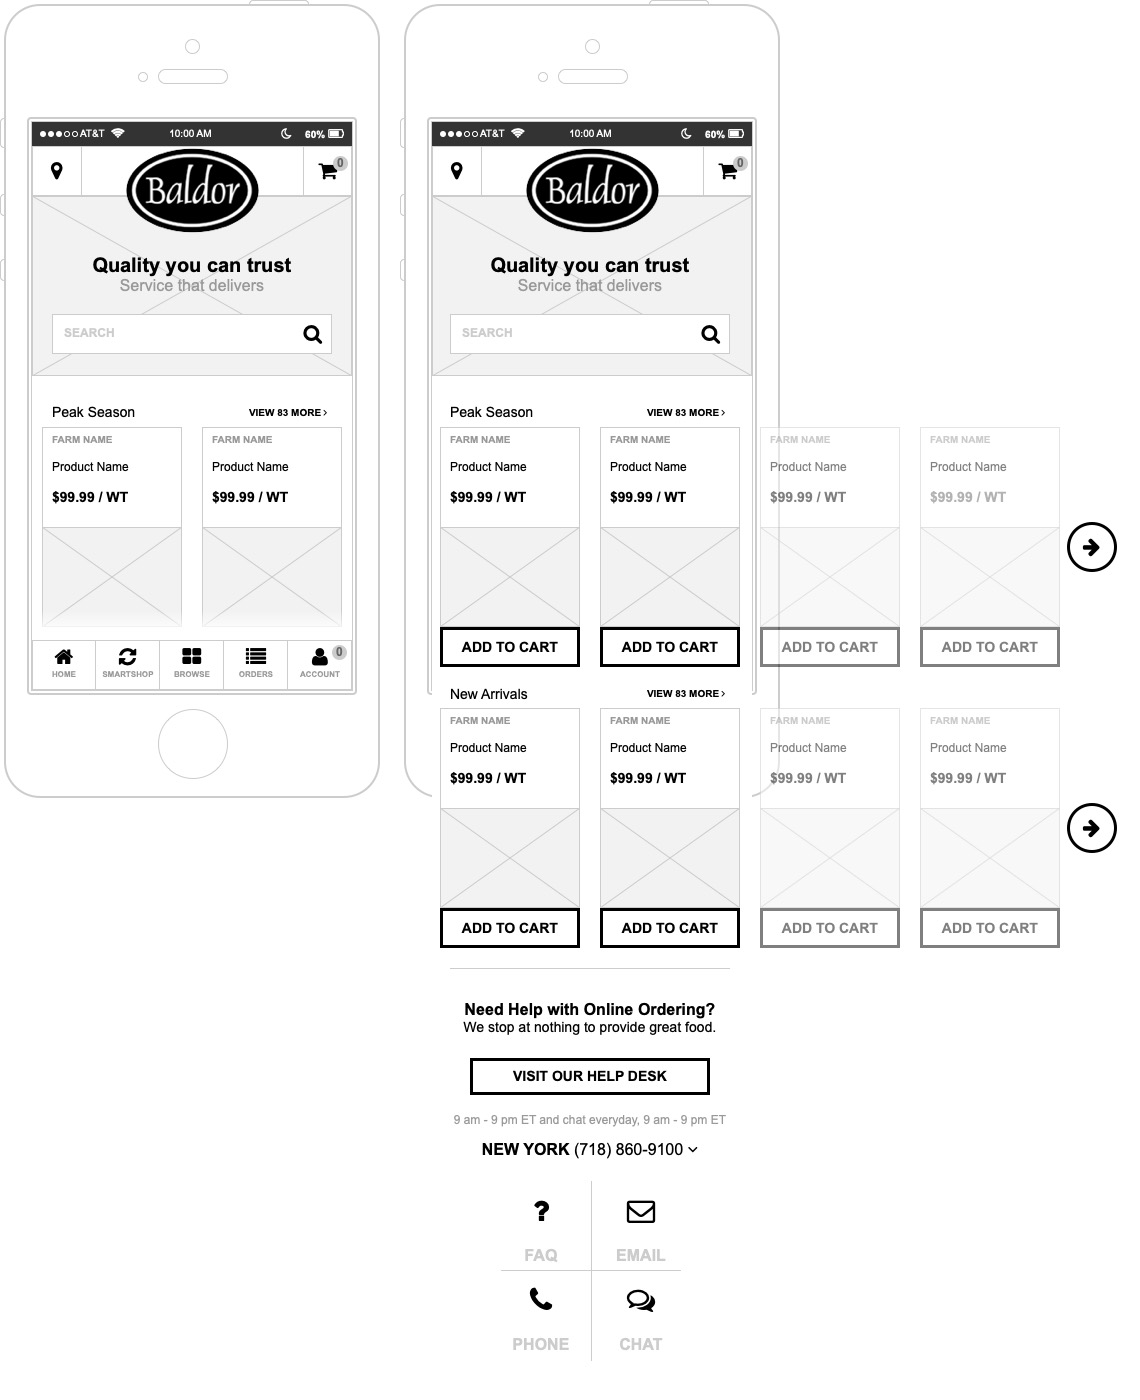 AT&T 10:00 AM 60%
0
Baldor
Quality you can trust
Service that delivers
SEARCH
Peak Season VIEW 83 MORE ›
FARM NAME FARM NAME
Product Name Product Name
$99.99 / WT $99.99 / WT
0
HOME SMARTSHOP BROWSE ORDERS ACCOUNT
AT&T 10:00 AM 60%
0
Baldor
Quality you can trust
Service that delivers
SEARCH
Peak Season VIEW 83 MORE ›
FARM NAME FARM NAME FARM NAME FARM NAME
Product Name Product Name Product Name Product Name
$99.99 / WT $99.99 / WT $99.99 / WT $99.99 / WT
ADD TO CART ADD TO CART ADD TO CART ADD TO CART
New Arrivals VIEW 83 MORE ›
FARM NAME FARM NAME FARM NAME FARM NAME
Product Name Product Name Product Name Product Name
$99.99 / WT $99.99 / WT $99.99 / WT $99.99 / WT
ADD TO CART ADD TO CART ADD TO CART ADD TO CART
Need Help with Online Ordering?
We stop at nothing to provide great food.
VISIT OUR HELP DESK
9 am - 9 pm ET and chat everyday, 9 am - 9 pm ET
NEW YORK (718) 860-9100
FAQ EMAIL
PHONE CHAT